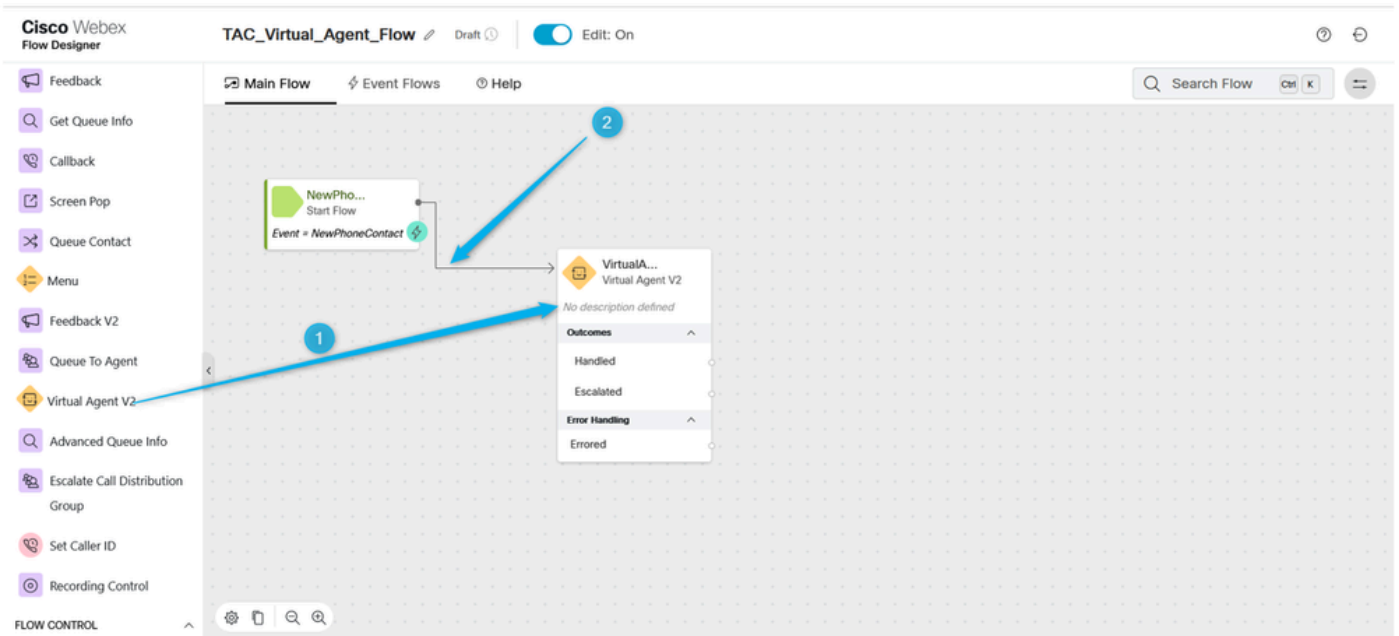 Cisco Webex
Flow Designer
TAC_Virtual_Agent_Flow
Draft
Edit: On
Feedback
Get Queue Info
Callback
Screen Pop
Queue Contact
Menu
Feedback V2
Queue To Agent
Virtual Agent V2
Advanced Queue Info
Escalate Call Distribution
Group
Set Caller ID
Recording Control
FLOW CONTROL
Main Flow
Event Flows
Help
Search Flow
Ctrl K
2
NewPho...
Start Flow
Event = NewPhoneContact
1
VirtualA...
Virtual Agent V2
No description defined
Outcomes
Handled
Escalated
Error Handling
Errored